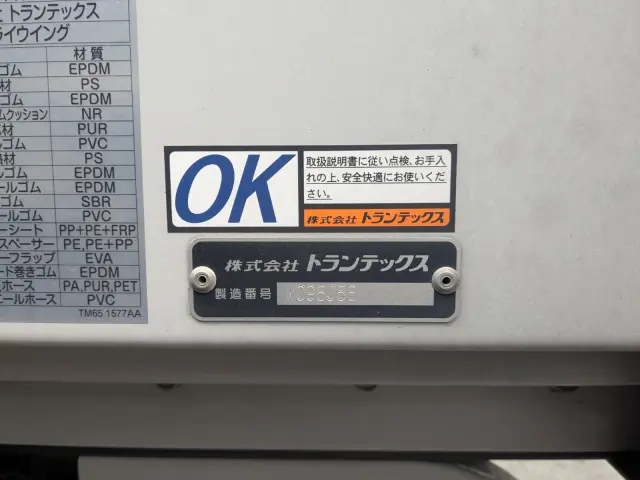 社 トランテックス
ライウイング
材質
ゴム EPDM
材 PS
ゴム EPDM
ムクッション NR
材 PUR
ルゴム PVC
材 PS
ルゴム EPDM
ールゴム EPDM
ゴム SBR
ールゴム PVC
ーシート PP+PE+FRP
スペーサー PE,PE+PP
ーフラップ EVA
ード巻きゴム EPDM
ホース PA,PUR,PET
ニールホース PVC
TM65 1577AA
OK
取扱説明書に従い点検、お手入
れの上、安全快適にお使いくだ
さい。
株式会社 トランテックス
株式会社 トランテックス
製造番号